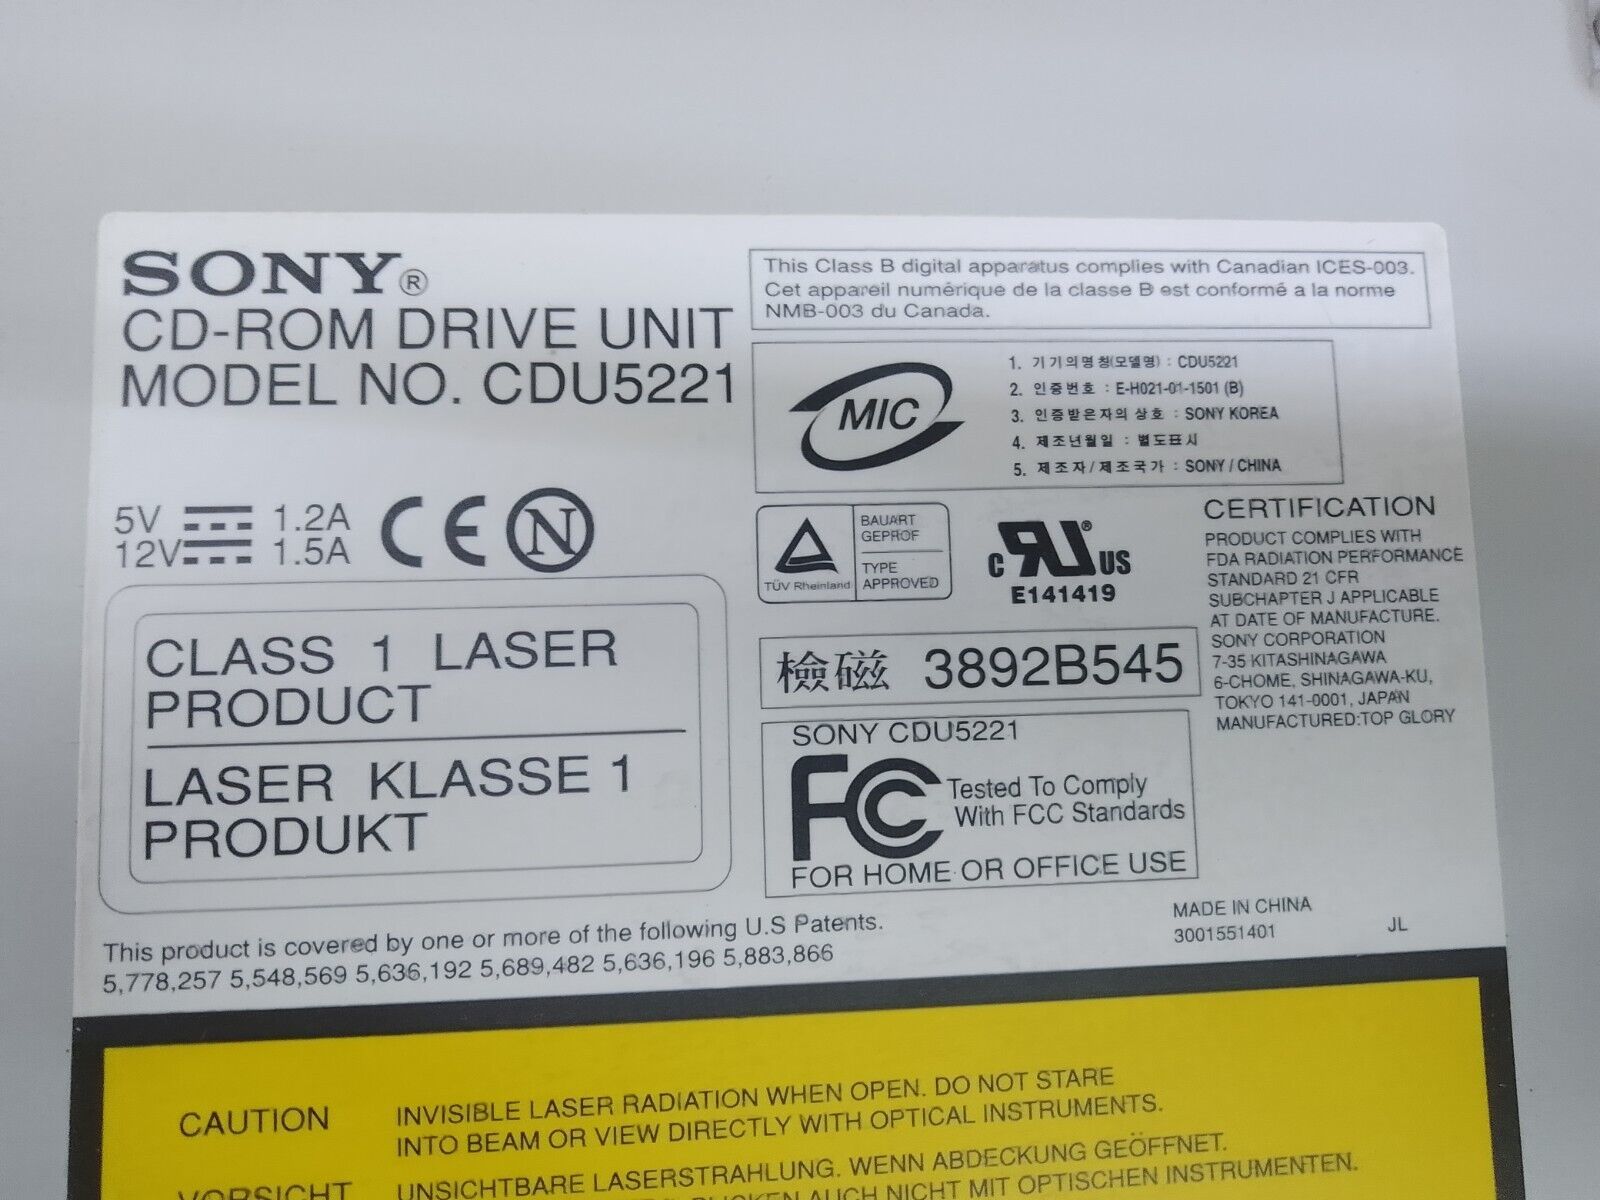 SONY®
CD-ROM DRIVE UNIT
MODEL NO. CDU5221
5V 1.2A
12V 1.5A
CE N
CLASS 1 LASER
PRODUCT
LASER KLASSE 1
PRODUKT
This Class B digital apparatus complies with Canadian ICES-003.
Cet appareil numérique de la classe B est conformé a la norme
NMB-003 du Canada.
MIC
1. 기기의명칭(모델명) : CDU5221
2. 인증번호 : E-H021-01-1501 (B)
3. 인증받은자의 상호 : SONY KOREA
4. 제조년월일 : 별도표시
5. 제조자/제조국가 : SONY/CHINA
TÜV Rheinland
BAUART
GEPROF
TYPE
APPROVED
c RU® US
E141419
檢磁 3892B545
SONY CDU5221
FC Tested To Comply
With FCC Standards
FOR HOME OR OFFICE USE
CERTIFICATION
PRODUCT COMPLIES WITH
FDA RADIATION PERFORMANCE
STANDARD 21 CFR
SUBCHAPTER J APPLICABLE
AT DATE OF MANUFACTURE.
SONY CORPORATION
7-35 KITASHINAGAWA
6-CHOME, SHINAGAWA-KU,
TOKYO 141-0001, JAPAN
MANUFACTURED:TOP GLORY
This product is covered by one or more of the following U.S Patents.
5,778,257 5,548,569 5,636,192 5,689,482 5,636,196 5,883,866
MADE IN CHINA
3001551401 JL
CAUTION INVISIBLE LASER RADIATION WHEN OPEN. DO NOT STARE
INTO BEAM OR VIEW DIRECTLY WITH OPTICAL INSTRUMENTS.
VORSICHT UNSICHTBARE LASERSTRAHLUNG. WENN ABDECKUNG GEÖFFNET.
BLICKEN AUCH NICHT MIT OPTISCHEN INSTRUMENTEN.